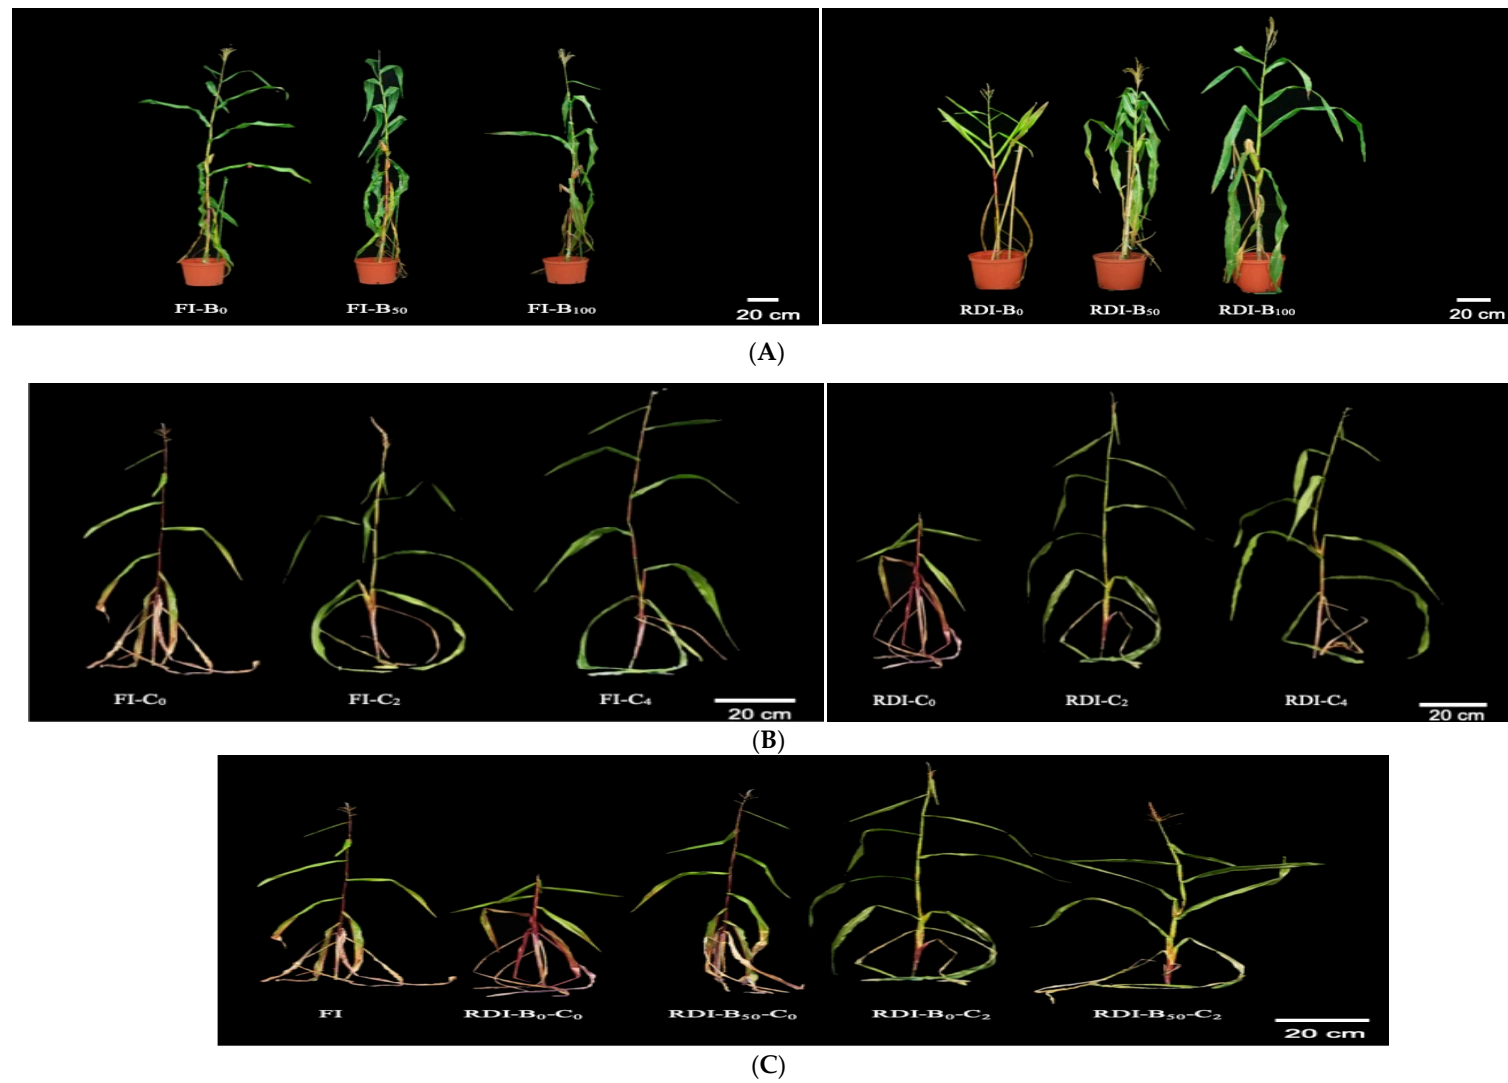 FI-B₀ FI-B₅₀ FI-B₁₀₀ 20 cm
RDI-B₀ RDI-B₅₀ RDI-B₁₀₀ 20 cm
(A)
FI-C₀ FI-C₂ FI-C₄ 20 cm
RDI-C₀ RDI-C₂ RDI-C₄ 20 cm
(B)
FI RDI-B₀-C₀ RDI-B₅₀-C₀ RDI-B₀-C₂ RDI-B₅₀-C₂ 20 cm
(C)